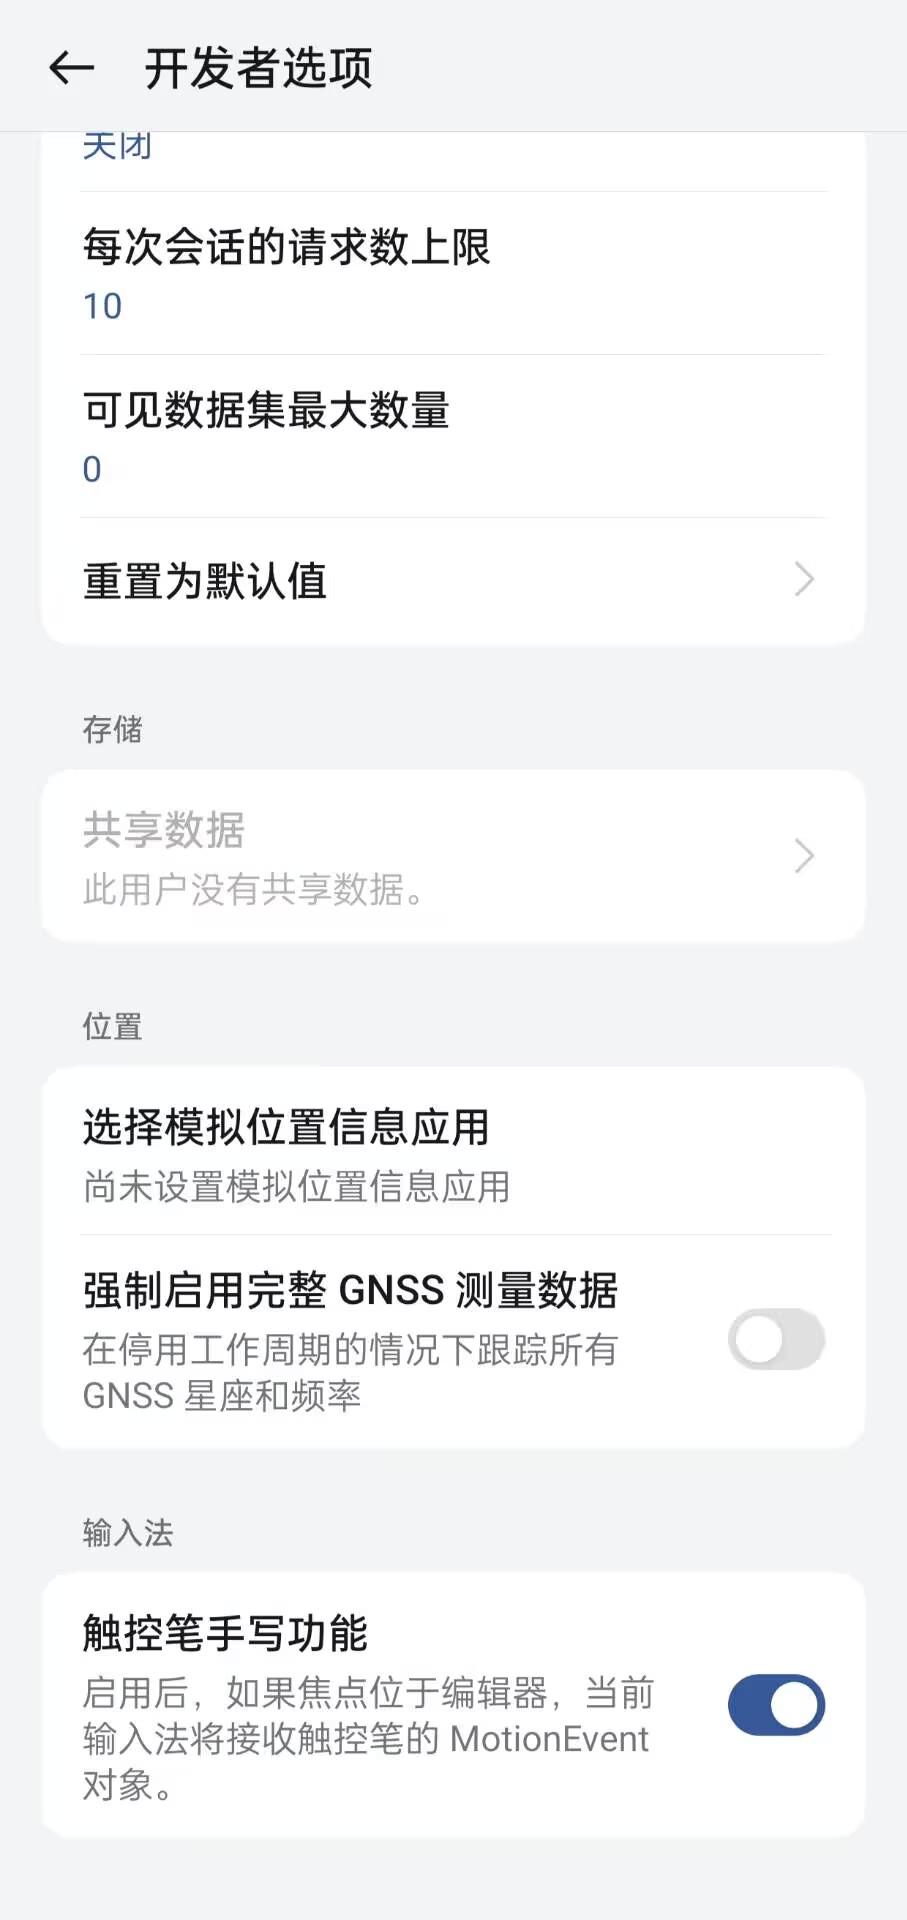 开发者选项
关闭
每次会话的请求数上限
10
可见数据集最大数量
0
重置为默认值
存储
共享数据
此用户没有共享数据。
位置
选择模拟位置信息应用
尚未设置模拟位置信息应用
强制启用完整 GNSS 测量数据
在停用工作周期的情况下跟踪所有
GNSS 星座和频率
输入法
触控笔手写功能
启用后，如果焦点位于编辑器，当前
输入法将接收触控笔的 MotionEvent
对象。